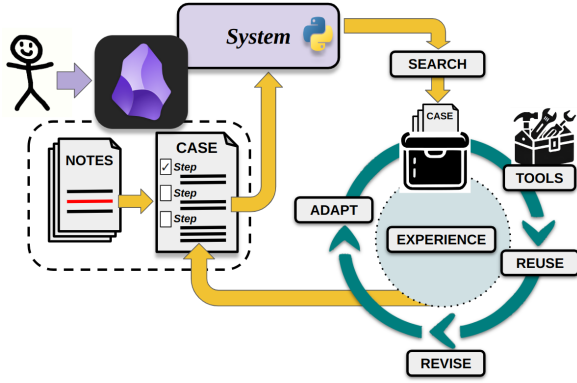 System
SEARCH
CASE
TOOLS
NOTES
CASE
Step
Step
Step
ADAPT
EXPERIENCE
REUSE
REVISE